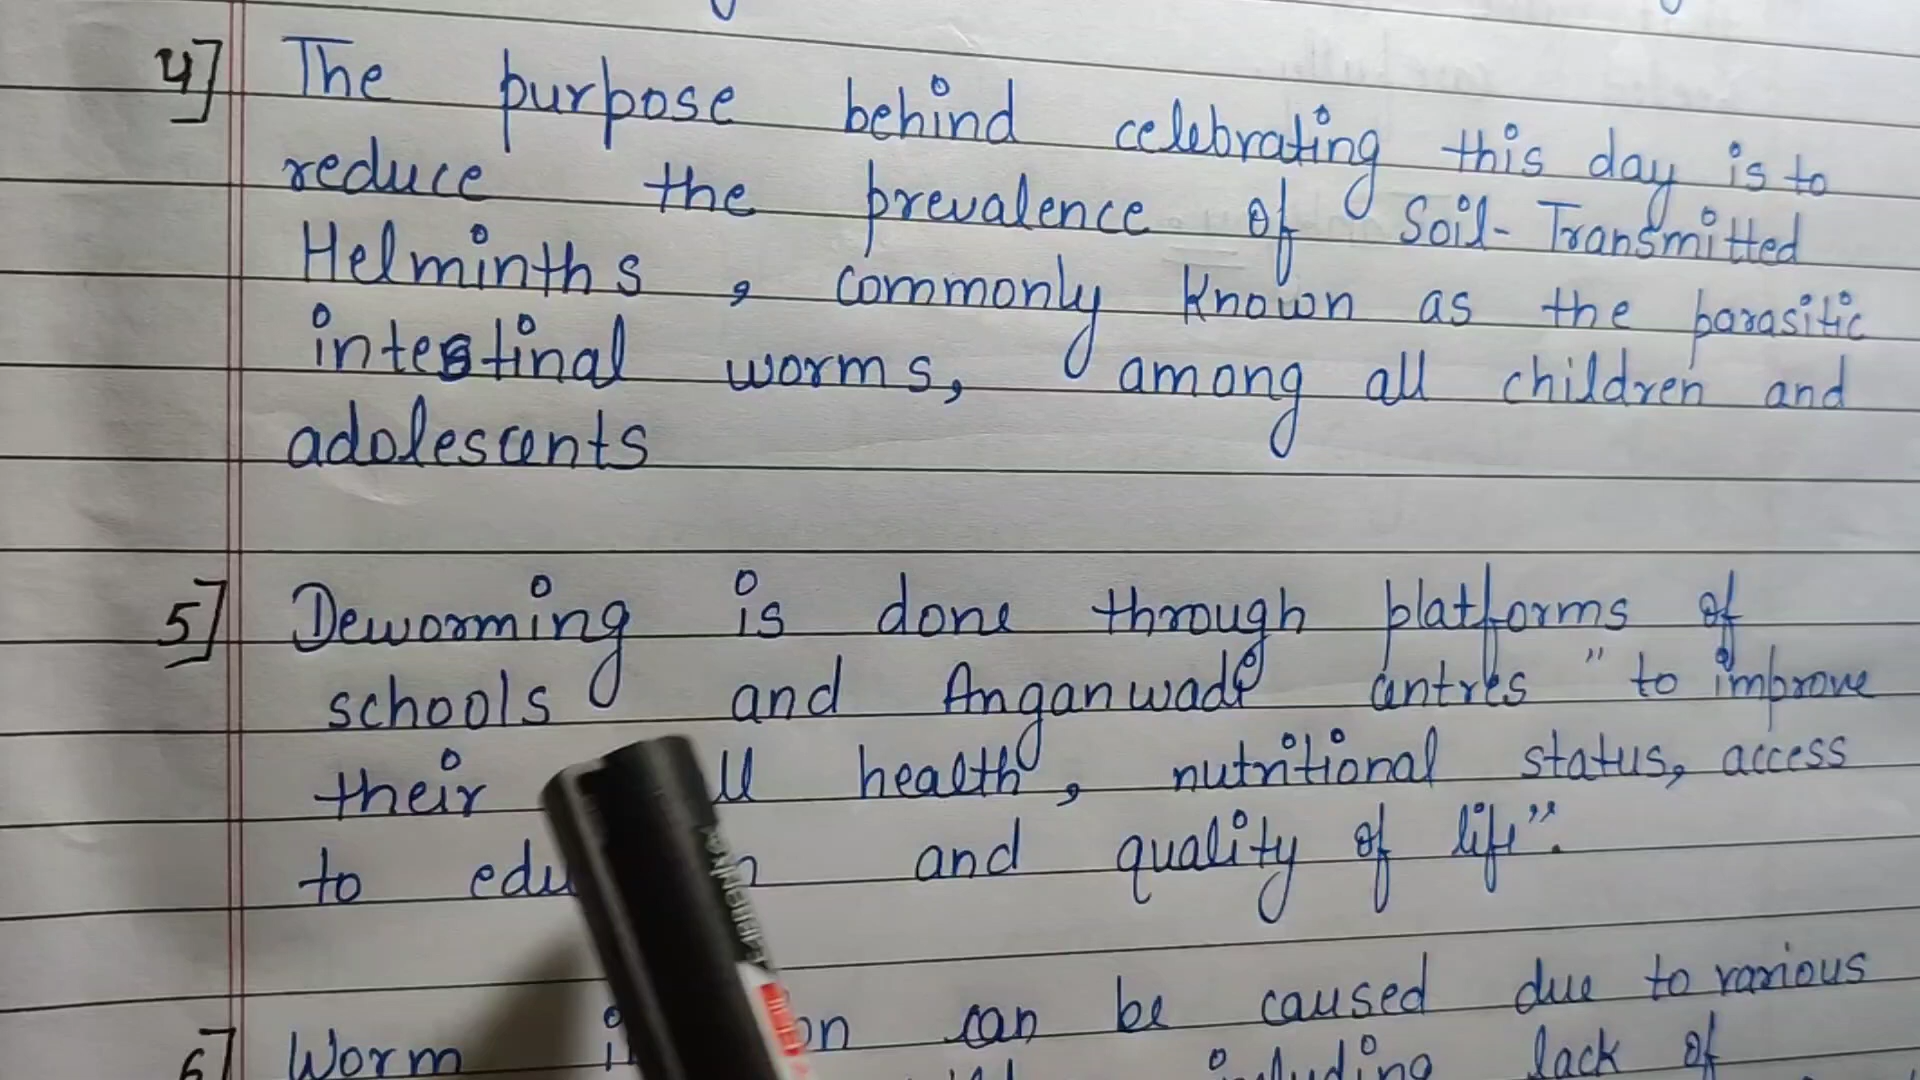 4] The purpose behind celebrating this day is to
reduce the prevalence of Soil-Transmitted
Helminths, commonly known as the parasitic
intestinal worms, among all children and
adolescents
5] Deworming is done through platforms of
schools and Anganwadi centres "to improve
their health, nutritional status, access
to and quality of life".
6] Worm can be caused due to various
including lack of